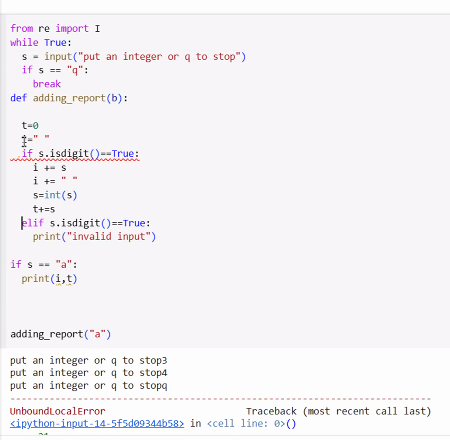 from re import I
while True:
  s = input("put an integer or q to stop")
  if s == "q":
    break
def adding_report(b):
  t=0
  i=" "
  if s.isdigit()==True:
    i += s
    i += " "
    s=int(s)
    t+=s
  elif s.isdigit()==True:
    print("invalid input")
if s == "a":
  print(i,t)
adding_report("a")
put an integer or q to stop3
put an integer or q to stop4
put an integer or q to stopq
UnboundLocalError Traceback (most recent call last)
<ipython-input-14-5f5d09344b58> in <cell line: 0>()